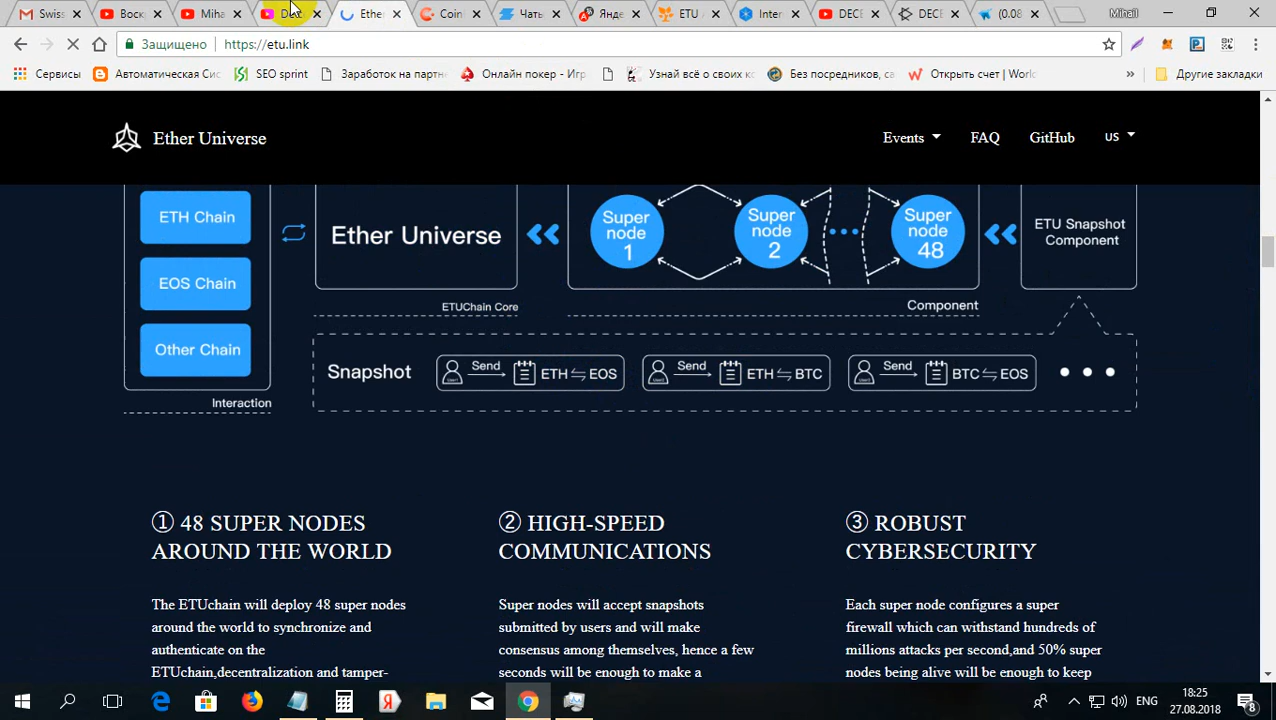 Swiss
Воскр
Miha
Dec
Ether
Coin
Чать
Янде
ETU
Inter
DEC
DECE
(0.08
Mihail
Защищено
https://etu.link
Сервисы
Автоматическая Сис
SEO sprint
Заработок на партн
Онлайн покер - Игр
Узнай всё о своих ко
Без посредников, са
Открыть счет | Worl
Другие закладки
Ether Universe
Events
FAQ
GitHub
US
ETH Chain
EOS Chain
Other Chain
Interaction
Ether Universe
ETUChain Core
Super
node
1
Super
node
2
Super
node
48
Component
ETU Snapshot
Component
Snapshot
Send
ETH
EOS
Send
ETH
BTC
Send
BTC
EOS
① 48 SUPER NODES
AROUND THE WORLD
The ETUchain will deploy 48 super nodes
around the world to synchronize and
authenticate on the
ETUchain,decentralization and tamper-
② HIGH-SPEED
COMMUNICATIONS
Super nodes will accept snapshots
submitted by users and will make
consensus among themselves, hence a few
seconds will be enough to make a
③ ROBUST
CYBERSECURITY
Each super node configures a super
firewall which can withstand hundreds of
millions attacks per second,and 50% super
nodes being alive will be enough to keep
ENG
18:25
27.08.2018
8